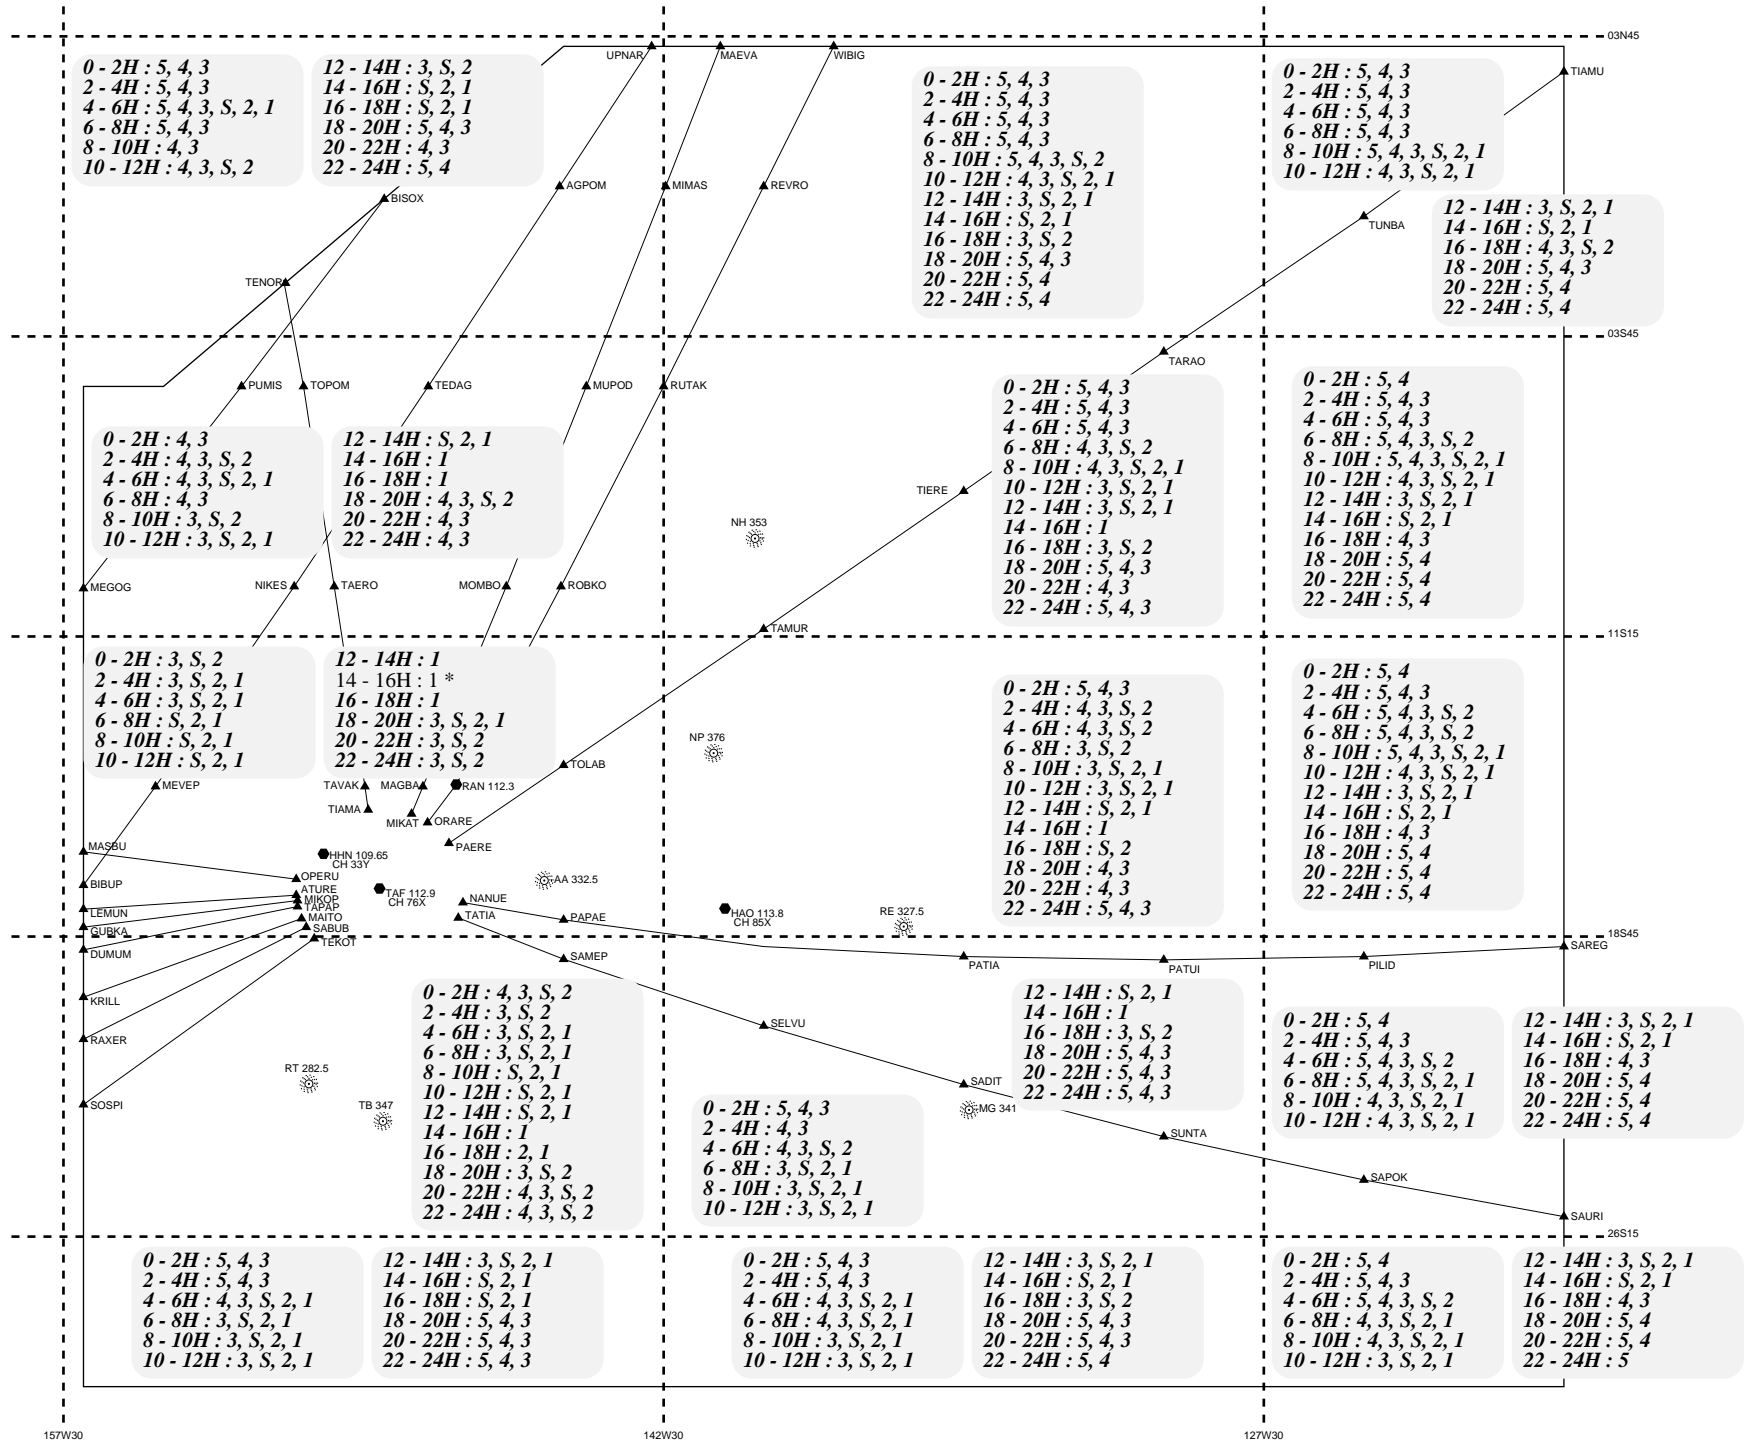 03N45
UPNAR
MAEVA
WIBIG
TIAMU
0 - 2H : 5, 4, 3
2 - 4H : 5, 4, 3
4 - 6H : 5, 4, 3, S, 2, 1
6 - 8H : 5, 4, 3
8 - 10H : 4, 3
10 - 12H : 4, 3, S, 2
12 - 14H : 3, S, 2
14 - 16H : S, 2, 1
16 - 18H : S, 2, 1
18 - 20H : 5, 4, 3
20 - 22H : 4, 3
22 - 24H : 5, 4
0 - 2H : 5, 4, 3
2 - 4H : 5, 4, 3
4 - 6H : 5, 4, 3
6 - 8H : 5, 4, 3
8 - 10H : 5, 4, 3, S, 2
10 - 12H : 4, 3, S, 2, 1
12 - 14H : 3, S, 2, 1
14 - 16H : S, 2, 1
16 - 18H : 3, S, 2
18 - 20H : 5, 4, 3
20 - 22H : 5, 4
22 - 24H : 5, 4
0 - 2H : 5, 4, 3
2 - 4H : 5, 4, 3
4 - 6H : 5, 4, 3
6 - 8H : 5, 4, 3
8 - 10H : 5, 4, 3, S, 2, 1
10 - 12H : 4, 3, S, 2, 1
12 - 14H : 3, S, 2, 1
14 - 16H : S, 2, 1
16 - 18H : 4, 3, S, 2
18 - 20H : 5, 4, 3
20 - 22H : 5, 4
22 - 24H : 5, 4
AGPOM
MIMAS
REVRO
BISOX
TUNBA
TENOR
03S45
TARAO
PUMIS
TOPOM
TEDAG
MUPOD
RUTAK
0 - 2H : 4, 3
2 - 4H : 4, 3, S, 2
4 - 6H : 4, 3, S, 2, 1
6 - 8H : 4, 3
8 - 10H : 3, S, 2
10 - 12H : 3, S, 2, 1
12 - 14H : S, 2, 1
14 - 16H : 1
16 - 18H : 1
18 - 20H : 4, 3, S, 2
20 - 22H : 4, 3
22 - 24H : 4, 3
0 - 2H : 5, 4, 3
2 - 4H : 5, 4, 3
4 - 6H : 5, 4, 3
6 - 8H : 4, 3, S, 2
8 - 10H : 4, 3, S, 2, 1
10 - 12H : 3, S, 2, 1
12 - 14H : 3, S, 2, 1
14 - 16H : 1
16 - 18H : 3, S, 2
18 - 20H : 5, 4, 3
20 - 22H : 4, 3
22 - 24H : 5, 4, 3
0 - 2H : 5, 4
2 - 4H : 5, 4, 3
4 - 6H : 5, 4, 3
6 - 8H : 5, 4, 3, S, 2
8 - 10H : 5, 4, 3, S, 2, 1
10 - 12H : 4, 3, S, 2, 1
12 - 14H : 3, S, 2, 1
14 - 16H : S, 2, 1
16 - 18H : 4, 3
18 - 20H : 5, 4
20 - 22H : 5, 4
22 - 24H : 5, 4
TIERE
NH 353
MEGOG
NIKES
TAERO
MOMBO
ROBKO
TAMUR
11S15
0 - 2H : 3, S, 2
2 - 4H : 3, S, 2, 1
4 - 6H : 3, S, 2, 1
6 - 8H : S, 2, 1
8 - 10H : S, 2, 1
10 - 12H : S, 2, 1
12 - 14H : 1
14 - 16H : 1 *
16 - 18H : 1
18 - 20H : 3, S, 2, 1
20 - 22H : 3, S, 2
22 - 24H : 3, S, 2
0 - 2H : 5, 4, 3
2 - 4H : 4, 3, S, 2
4 - 6H : 4, 3, S, 2
6 - 8H : 3, S, 2
8 - 10H : 3, S, 2, 1
10 - 12H : 3, S, 2, 1
12 - 14H : S, 2, 1
14 - 16H : 1
16 - 18H : S, 2
18 - 20H : 4, 3
20 - 22H : 4, 3
22 - 24H : 5, 4, 3
0 - 2H : 5, 4
2 - 4H : 5, 4, 3
4 - 6H : 5, 4, 3, S, 2
6 - 8H : 5, 4, 3, S, 2
8 - 10H : 5, 4, 3, S, 2, 1
10 - 12H : 4, 3, S, 2, 1
12 - 14H : 3, S, 2, 1
14 - 16H : S, 2, 1
16 - 18H : 4, 3
18 - 20H : 5, 4
20 - 22H : 5, 4
22 - 24H : 5, 4
NP 376
TOLAB
MEVEP
TAVAK
MAGBA
RAN 112.3
TIAMA
MIKAT
ORARE
PAERE
MASBU
HHN 109.65
CH 33Y
OPERU
BIBUP
ATURE
MIKOP
TAPAP
TAF 112.9
CH 76X
AA 332.5
NANUE
LEMUN
MAITO
TATIA
PAPAE
HAO 113.8
CH 85X
RE 327.5
GUBKA
SABUB
TEKOT
18S45
DUMUM
SAMEP
PATIA
PATUI
PILID
SAREG
KRILL
RAXER
SOSPI
0 - 2H : 4, 3, S, 2
2 - 4H : 3, S, 2
4 - 6H : 3, S, 2, 1
6 - 8H : 3, S, 2, 1
8 - 10H : S, 2, 1
10 - 12H : S, 2, 1
12 - 14H : S, 2, 1
14 - 16H : 1
16 - 18H : 2, 1
18 - 20H : 3, S, 2
20 - 22H : 4, 3, S, 2
22 - 24H : 4, 3, S, 2
SELVU
RT 282.5
TB 347
SADIT
MG 341
SUNTA
SAPOK
SAURI
0 - 2H : 5, 4, 3
2 - 4H : 4, 3
4 - 6H : 4, 3, S, 2
6 - 8H : 3, S, 2, 1
8 - 10H : 3, S, 2, 1
10 - 12H : 3, S, 2, 1
12 - 14H : S, 2, 1
14 - 16H : 1
16 - 18H : 3, S, 2
18 - 20H : 5, 4, 3
20 - 22H : 5, 4, 3
22 - 24H : 5, 4, 3
0 - 2H : 5, 4
2 - 4H : 5, 4, 3
4 - 6H : 5, 4, 3, S, 2
6 - 8H : 5, 4, 3, S, 2, 1
8 - 10H : 4, 3, S, 2, 1
10 - 12H : 4, 3, S, 2, 1
12 - 14H : 3, S, 2, 1
14 - 16H : S, 2, 1
16 - 18H : 4, 3
18 - 20H : 5, 4
20 - 22H : 5, 4
22 - 24H : 5, 4
26S15
0 - 2H : 5, 4, 3
2 - 4H : 5, 4, 3
4 - 6H : 4, 3, S, 2, 1
6 - 8H : 3, S, 2, 1
8 - 10H : 3, S, 2, 1
10 - 12H : 3, S, 2, 1
12 - 14H : 3, S, 2, 1
14 - 16H : S, 2, 1
16 - 18H : S, 2, 1
18 - 20H : 5, 4, 3
20 - 22H : 5, 4, 3
22 - 24H : 5, 4, 3
0 - 2H : 5, 4, 3
2 - 4H : 5, 4, 3
4 - 6H : 4, 3, S, 2, 1
6 - 8H : 4, 3, S, 2, 1
8 - 10H : 3, S, 2, 1
10 - 12H : 3, S, 2, 1
12 - 14H : 3, S, 2, 1
14 - 16H : S, 2, 1
16 - 18H : 3, S, 2
18 - 20H : 5, 4, 3
20 - 22H : 5, 4, 3
22 - 24H : 5, 4
0 - 2H : 5, 4
2 - 4H : 5, 4, 3
4 - 6H : 5, 4, 3, S, 2
6 - 8H : 4, 3, S, 2, 1
8 - 10H : 4, 3, S, 2, 1
10 - 12H : 3, S, 2, 1
12 - 14H : 3, S, 2, 1
14 - 16H : S, 2, 1
16 - 18H : 4, 3
18 - 20H : 5, 4
20 - 22H : 5, 4
22 - 24H : 5
157W30
142W30
127W30